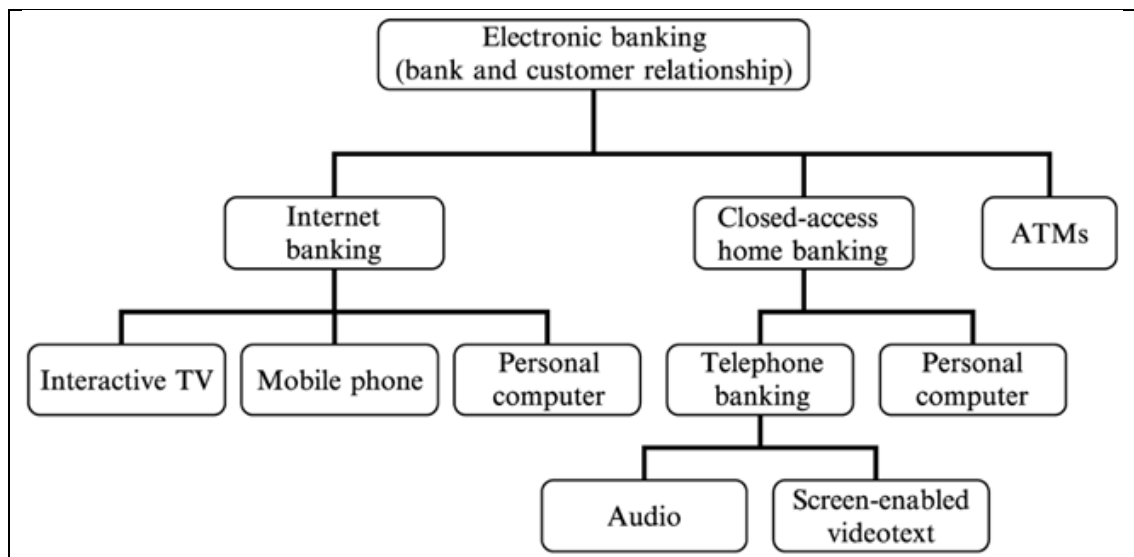 Electronic banking
(bank and customer relationship)
Internet
banking
Closed-access
home banking
ATMs
Interactive TV
Mobile phone
Personal
computer
Telephone
banking
Personal
computer
Audio
Screen-enabled
videotext